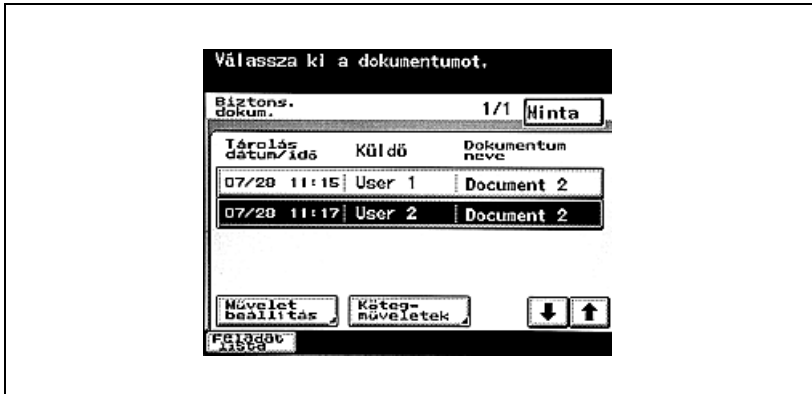 Válassza ki a dokumentumot.
Biztons.
dokum.
1/1 Minta
Tárolás
dátum/idő
Küldő
Dokumentum
neve
07/28 11:15 User 1 Document 2
07/28 11:17 User 2 Document 2
Művelet
beállítás
Köteg-
műveletek
Feladat
lista